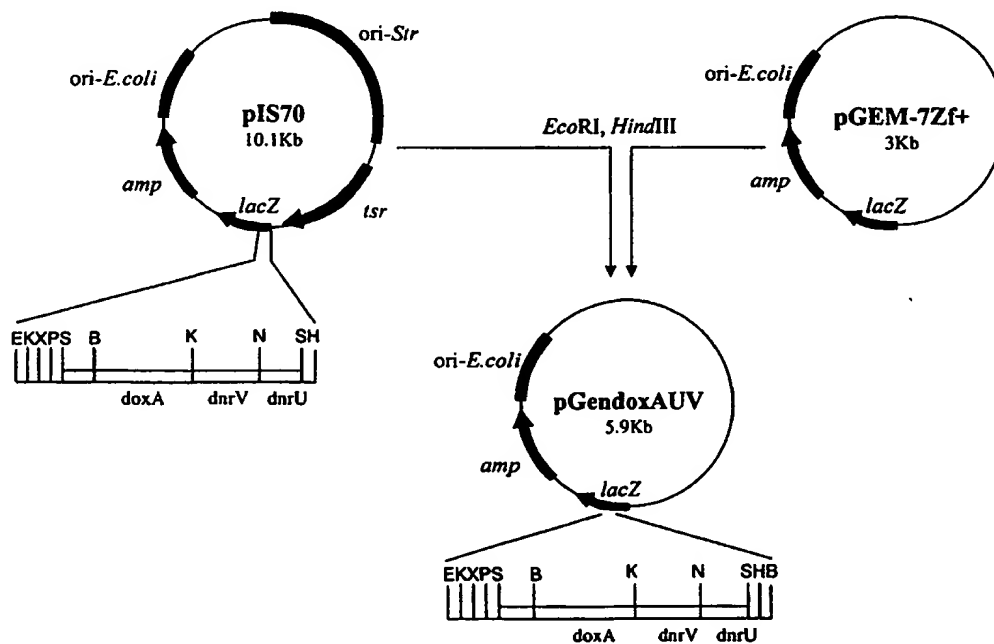 ori-Str
ori-E.coli
pIS70
10.1Kb
amp
lacZ
tsr
EcoRI, HindIII
ori-E.coli
pGEM-7Zf+
3Kb
amp
lacZ
EKXPS B K N SH
doxA dnrV dnrU
ori-E.coli
pGendoxAUV
5.9Kb
amp
lacZ
EKXPS B K N SHB
doxA dnrV dnrU